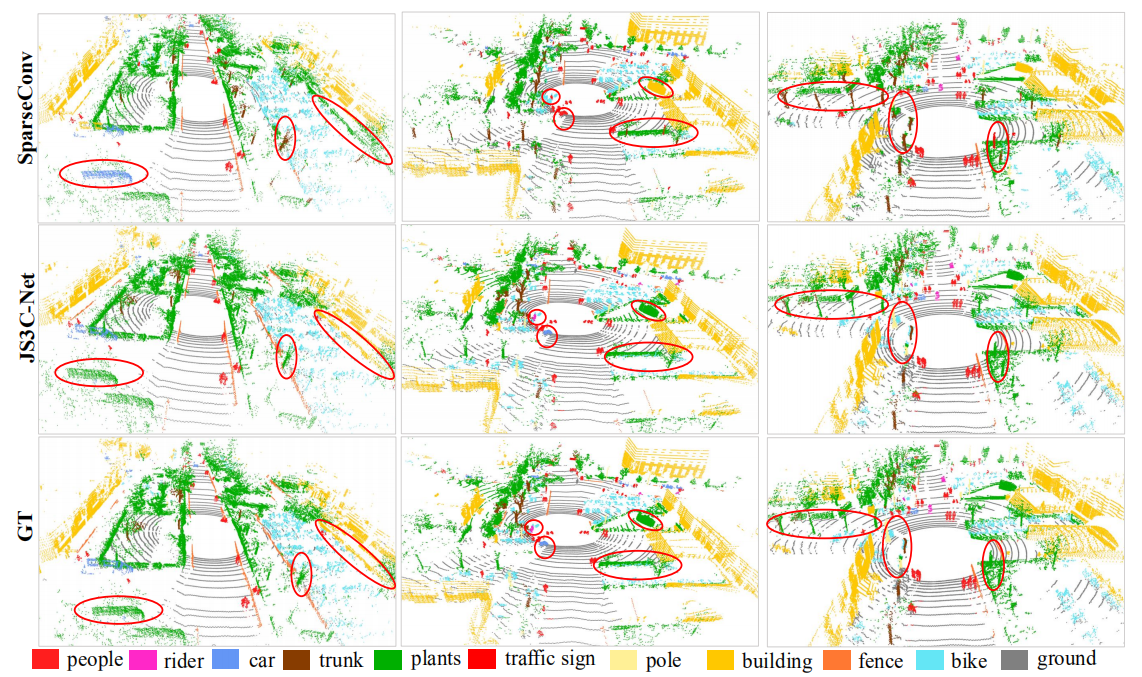 SparseConv
JS3C-Net
GT
people rider car trunk plants traffic sign pole building fence bike ground